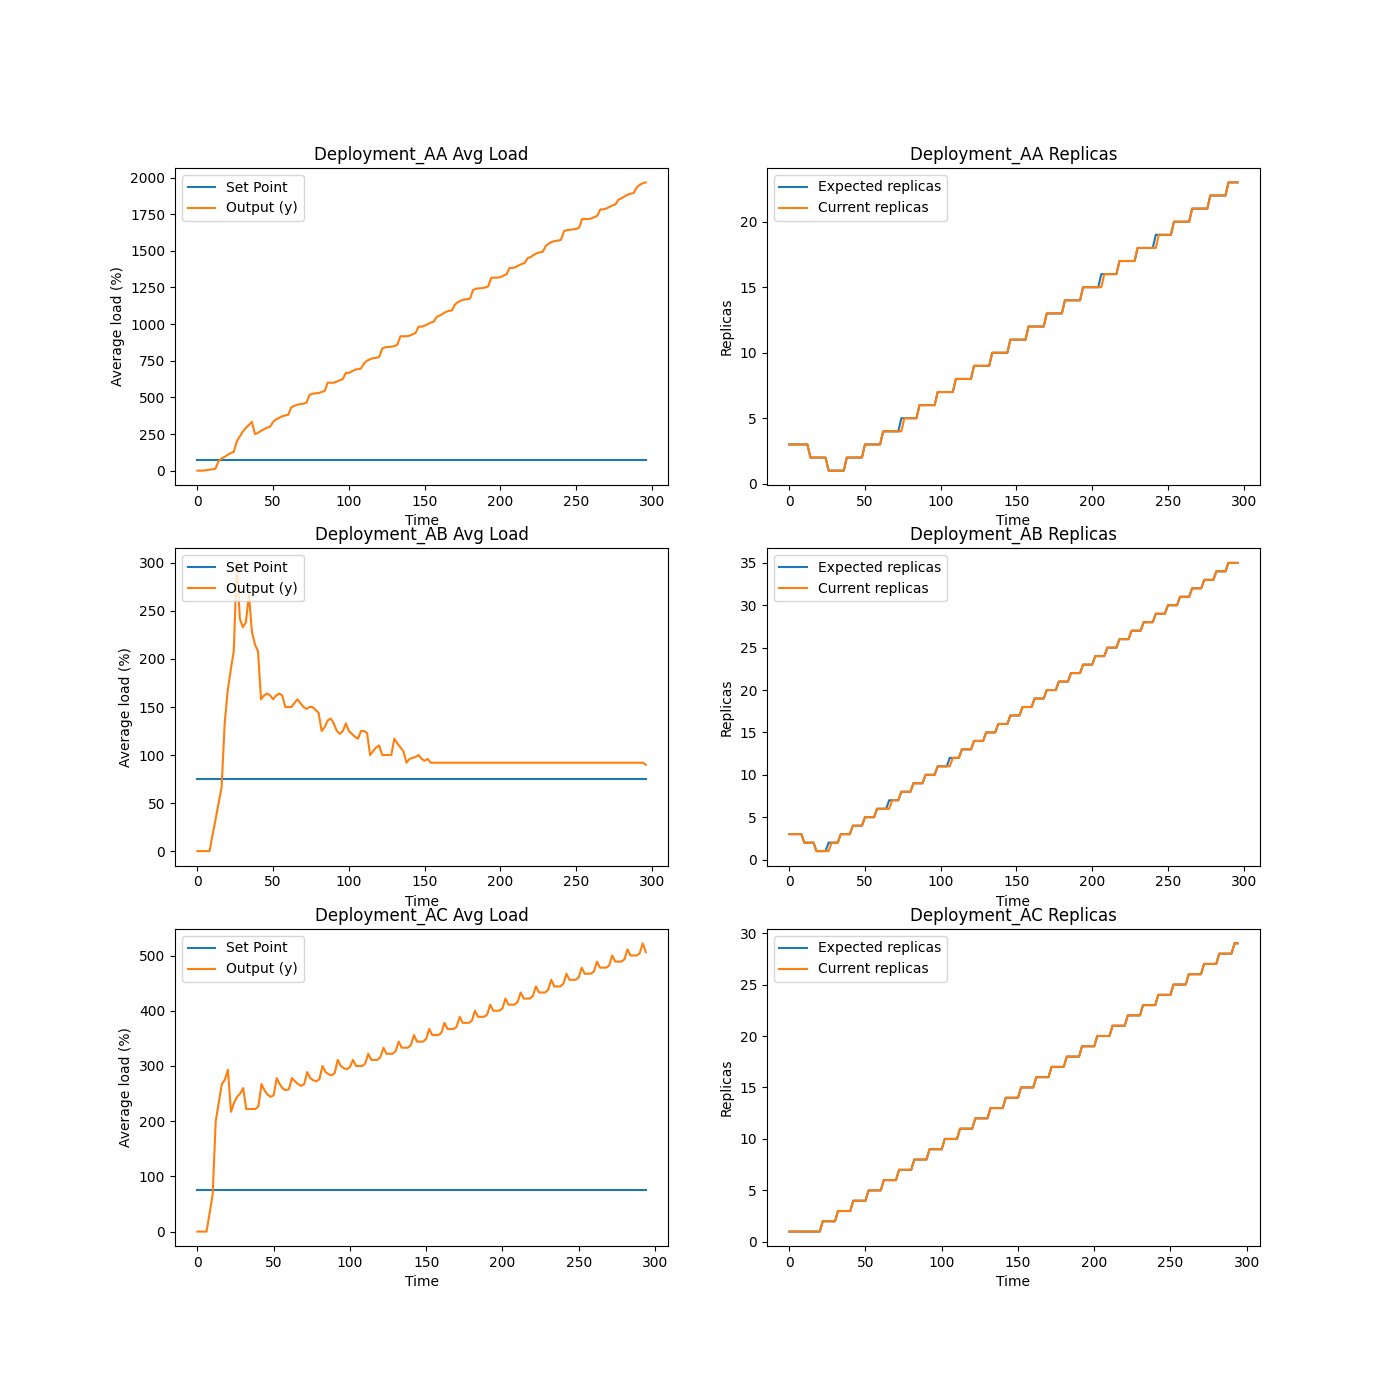 Deployment_AA Avg Load
Average load (%)
2000
1750
1500
1250
1000
750
500
250
0
Set Point
Output (y)
0 50 100 150 200 250 300
Time
Deployment_AA Replicas
Replicas
20
15
10
5
0
Expected replicas
Current replicas
0 50 100 150 200 250 300
Time
Deployment_AB Avg Load
Average load (%)
300
250
200
150
100
50
0
Set Point
Output (y)
0 50 100 150 200 250 300
Time
Deployment_AB Replicas
Replicas
35
30
25
20
15
10
5
0
Expected replicas
Current replicas
0 50 100 150 200 250 300
Time
Deployment_AC Avg Load
Average load (%)
500
400
300
200
100
0
Set Point
Output (y)
0 50 100 150 200 250 300
Time
Deployment_AC Replicas
Replicas
30
25
20
15
10
5
0
Expected replicas
Current replicas
0 50 100 150 200 250 300
Time